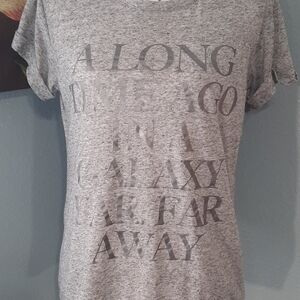 A LONG
TIME AGO
IN A
GALAXY
FAR, FAR
AWAY